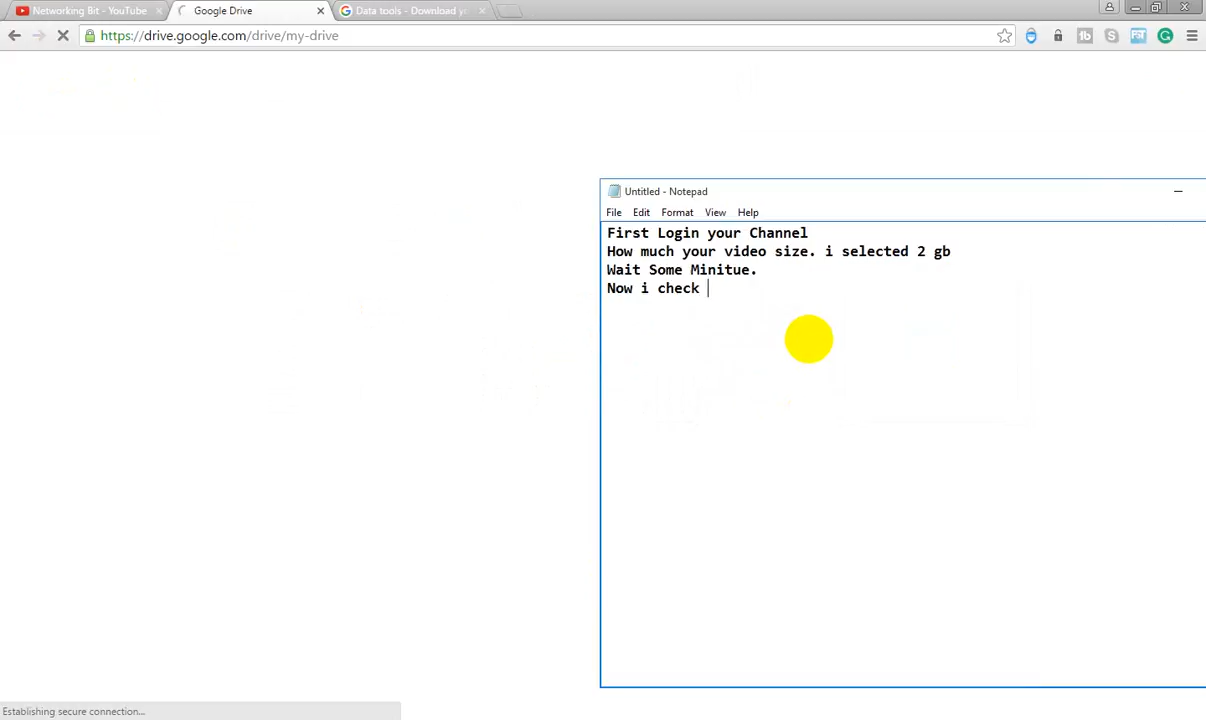 Networking Bit - YouTube
Google Drive
Data tools - Download yo
https://drive.google.com/drive/my-drive
Untitled - Notepad
File Edit Format View Help
First Login your Channel
How much your video size. i selected 2 gb
Wait Some Minitue.
Now i check
Establishing secure connection...